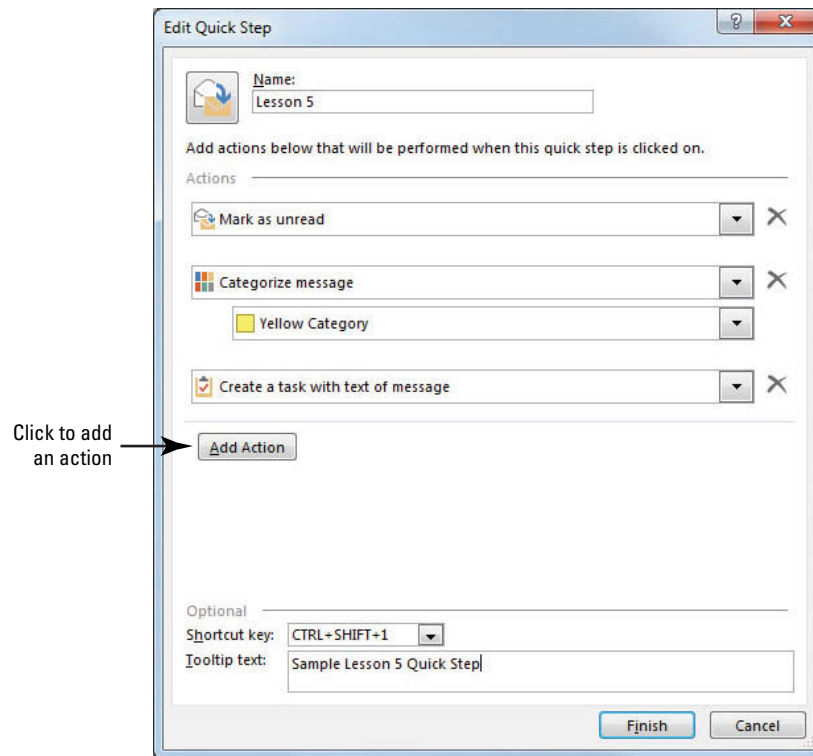 Edit Quick Step
Name:
Lesson 5
Add actions below that will be performed when this quick step is clicked on.
Actions
Mark as unread
Categorize message
Yellow Category
Create a task with text of message
Click to add
an action
Add Action
Optional
Shortcut key: CTRL+SHIFT+1
Tooltip text: Sample Lesson 5 Quick Step
Finish Cancel